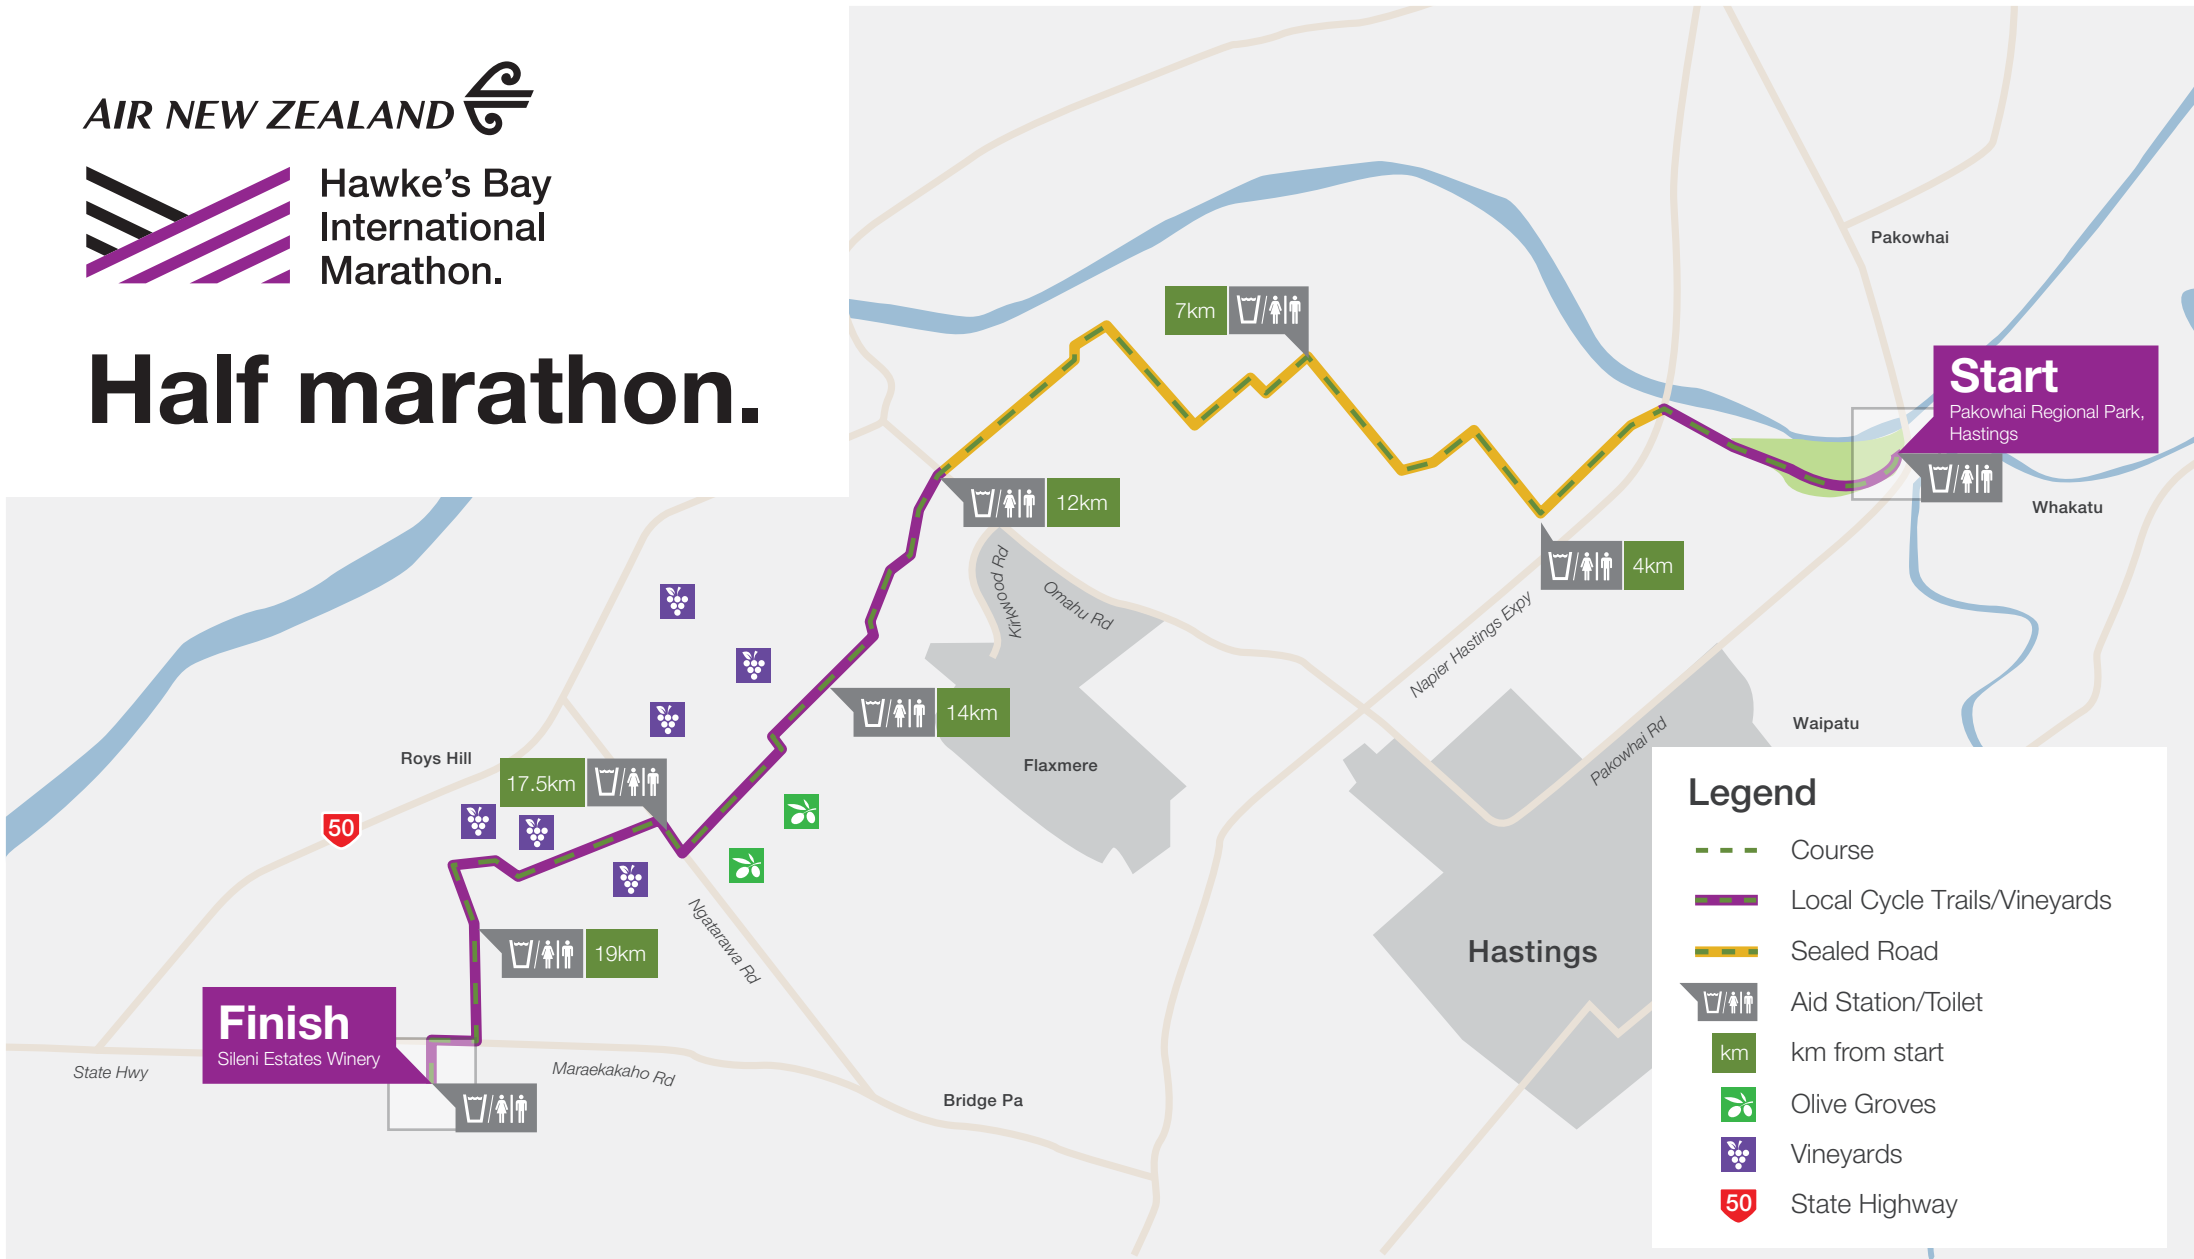 AIR NEW ZEALAND
Hawke's Bay
International
Marathon.
Half marathon.
Pakowhai
7km
Start
Pakowhai Regional Park,
Hastings
12km
Whakatu
4km
Kirkwood Rd
Omahu Rd
Napier Hastings Expy
14km
Pakowhai Rd
Waipatu
Roys Hill
17.5km
Flaxmere
50
Ngatarawa Rd
19km
Hastings
Finish
Sileni Estates Winery
State Hwy
Maraekakaho Rd
Bridge Pa
Legend
Course
Local Cycle Trails/Vineyards
Sealed Road
Aid Station/Toilet
km
km from start
Olive Groves
Vineyards
50
State Highway